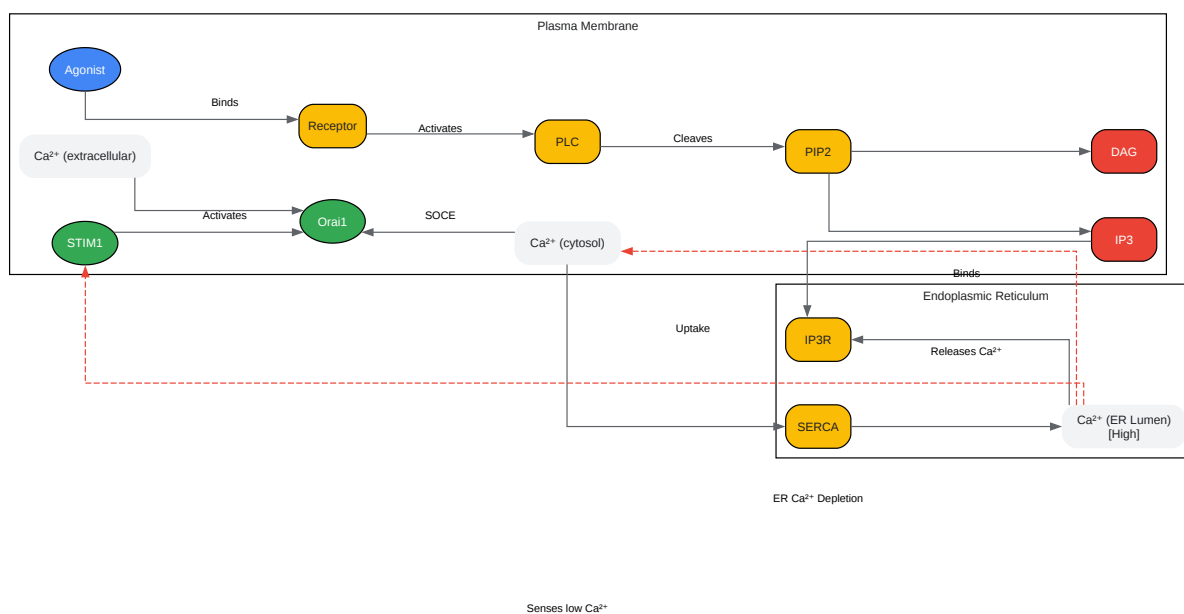 Plasma Membrane
Agonist
Binds
Receptor
Activates
PLC
Cleaves
PIP2
DAG
Ca²⁺ (extracellular)
Activates
Orai1
SOCE
STIM1
Ca²⁺ (cytosol)
IP3
Binds
Endoplasmic Reticulum
Uptake
IP3R
Releases Ca²⁺
SERCA
Ca²⁺ (ER Lumen)
[High]
ER Ca²⁺ Depletion
Senses low Ca²⁺